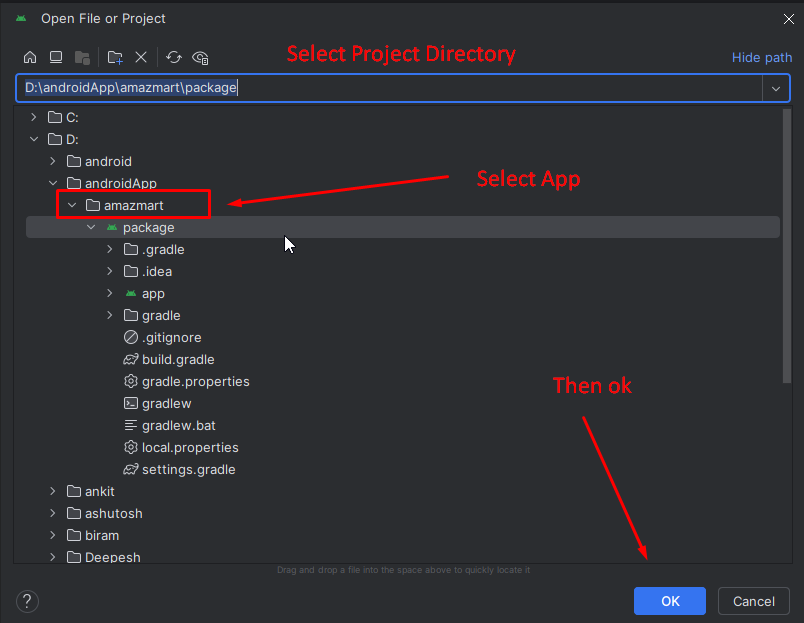 Open File or Project
Select Project Directory
Hide path
D:\androidApp\amazmart\package
C:
D:
android
androidApp
Select App
amazmart
package
.gradle
.idea
app
gradle
.gitignore
build.gradle
gradle.properties
Then ok
gradlew
gradlew.bat
local.properties
settings.gradle
ankit
ashutosh
biram
Deepesh
Drag and drop a file into the space above to quickly locate it
? OK Cancel